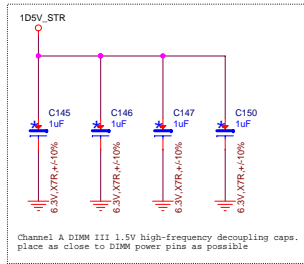 1D5V_STR
C145
1uF
6.3V,X7R,+/-10%
C146
1uF
6.3V,X7R,+/-10%
C147
1uF
6.3V,X7R,+/-10%
C150
1uF
6.3V,X7R,+/-10%
Channel A DIMM III 1.5V high-frequency decoupling caps.
place as close to DIMM power pins as possible